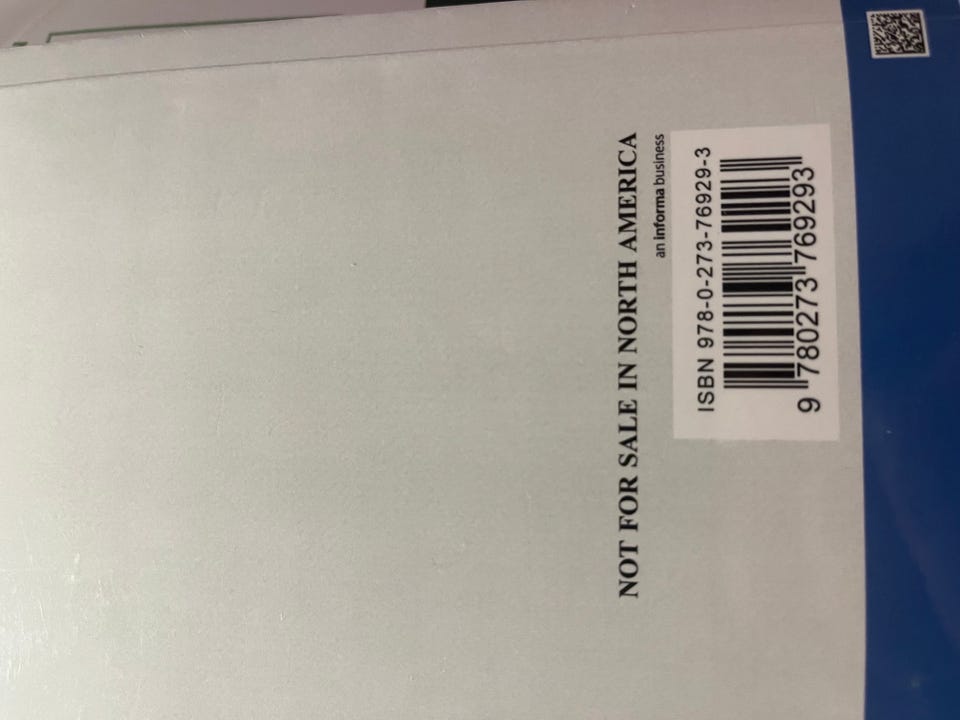 NOT FOR SALE IN NORTH AMERICA
an informa business
ISBN 978-0-273-76929-3
9 780273 769293